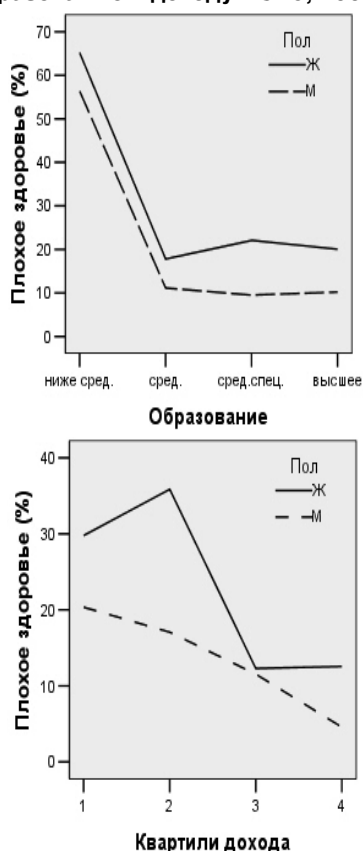 70
60
50
40
30
20
10
0
Плохое здоровье (%)
Пол
Ж
М
ниже сред.
сред.
сред.спец.
высшее
Образование
40
30
20
10
0
Плохое здоровье (%)
Пол
Ж
М
1
2
3
4
Квартили дохода